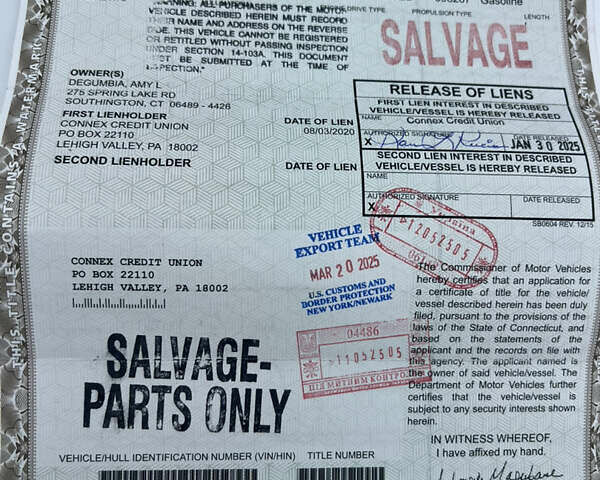 Gasoline
WARNING: ALL PURCHASERS OF THE MOTOR
VEHICLE DESCRIBED HEREIN MUST RECORD
THEIR NAME AND ADDRESS ON THE REVERSE
SIDE. THIS VEHICLE CANNOT BE REGISTERED
OR RETITLED WITHOUT PASSING INSPECTION
UNDER SECTION 14-103A. THIS DOCUMENT
MUST BE SUBMITTED AT THE TIME OF
INSPECTION."
DRIVE TYPE
PROPULSION TYPE
LENGTH
SALVAGE
OWNER(S)
DEGUMBIA, AMY L
275 SPRING LAKE RD
SOUTHINGTON, CT 06489 - 4426
FIRST LIENHOLDER
CONNEX CREDIT UNION
PO BOX 22110
LEHIGH VALLEY, PA 18002
SECOND LIENHOLDER
DATE OF LIEN
08/03/2020
DATE OF LIEN
RELEASE OF LIENS
FIRST LIEN INTEREST IN DESCRIBED
VEHICLE/VESSEL IS HEREBY RELEASED
NAME
Connex Credit Union
AUTHORIZED SIGNATURE
DATE RELEASED
X
JAN 30 2025
SECOND LIEN INTEREST IN DESCRIBED
VEHICLE/VESSEL IS HEREBY RELEASED
NAME
AUTHORIZED SIGNATURE
DATE RELEASED
X
SB0604 REV. 12/15
THIS TITLE CONTAINS A WATERMARK
CONNEX CREDIT UNION
PO BOX 22110
LEHIGH VALLEY, PA 18002
VEHICLE
EXPORT TEAM
MAR 20 2025
U.S. CUSTOMS AND
BORDER PROTECTION
NEW YORK/NEWARK
Ukraina
12052505
04486
11052505
ПІД МИТНИМ КОНТРОЛЕМ
The Commissioner of Motor Vehicles
hereby certifies that an application for
a certificate of title for the vehicle/
vessel described herein has been duly
filed, pursuant to the provisions of the
laws of the State of Connecticut, and
based on the statements of the
applicant and the records on file with
this agency. The applicant named is
the owner of said vehicle/vessel. The
Department of Motor Vehicles further
certifies that the vehicle/vessel is
subject to any security interests shown
herein.
IN WITNESS WHEREOF,
I have affixed my hand.
SALVAGE-
PARTS ONLY
VEHICLE/HULL IDENTIFICATION NUMBER (VIN/HIN)
TITLE NUMBER